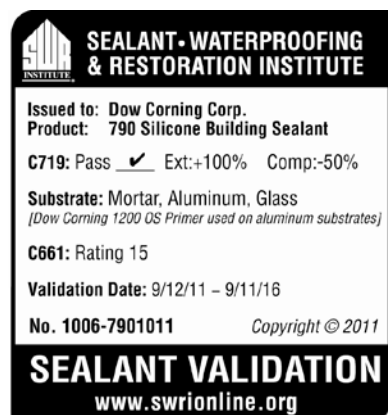 SWR
INSTITUTE
SEALANT • WATERPROOFING
& RESTORATION INSTITUTE
Issued to: Dow Corning Corp.
Product: 790 Silicone Building Sealant
C719: Pass ✔ Ext:+100% Comp:-50%
Substrate: Mortar, Aluminum, Glass
[Dow Corning 1200 OS Primer used on aluminum substrates]
C661: Rating 15
Validation Date: 9/12/11 – 9/11/16
No. 1006-7901011 Copyright © 2011
SEALANT VALIDATION
www.swrionline.org